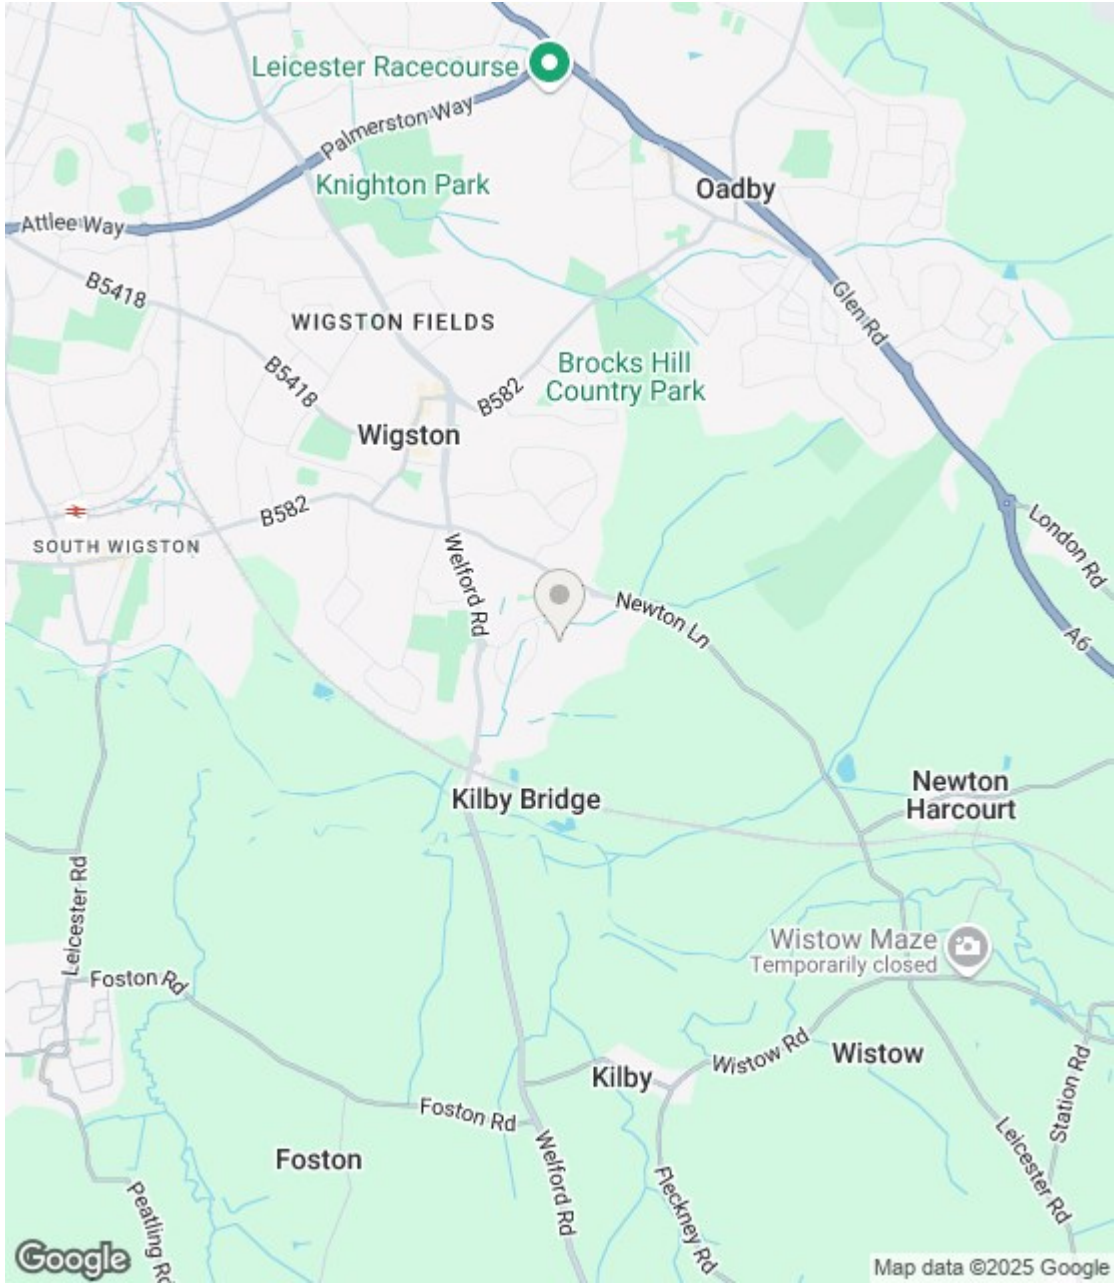 Leicester Racecourse
Palmerston Way
Knighton Park
Oadby
Attlee Way
B5418
Glen Rd
WIGSTON FIELDS
Brocks Hill
Country Park
B5418
B582
Wigston
B582
London Rd
SOUTH WIGSTON
Welford Rd
Newton Ln
A6
Newton
Harcourt
Kilby Bridge
Leicester Rd
Wistow Maze
Temporarily closed
Foston Rd
Wistow Rd
Wistow
Kilby
Station Rd
Foston Rd
Leicester Rd
Welford Rd
Foston
Fleckney Rd
Peatling Rd
Google
Map data ©2025 Google